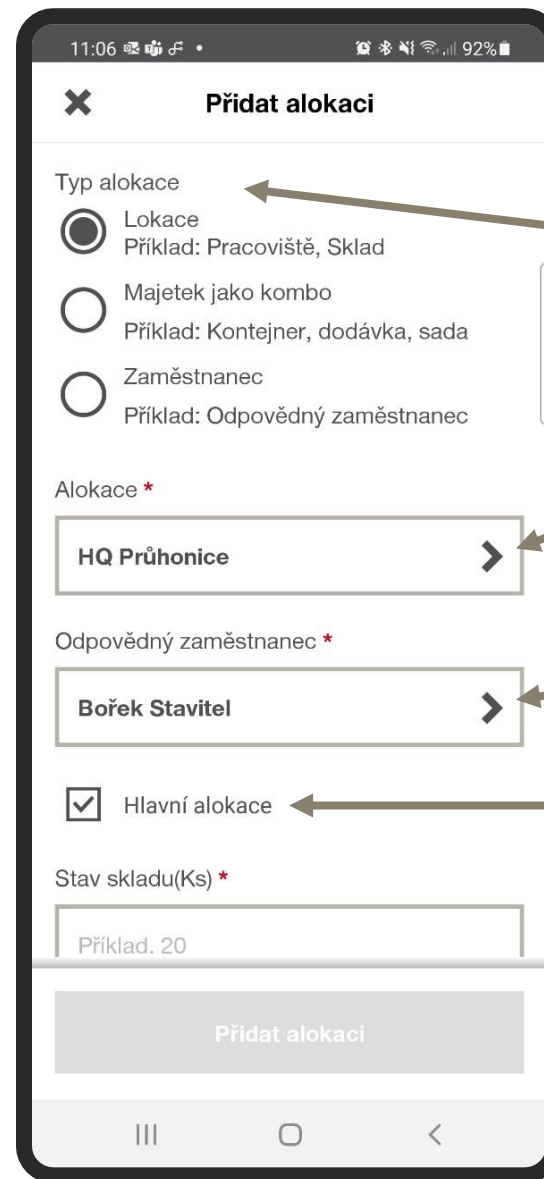 11:06
92%
Přidat alokaci
Typ alokace
Lokace
Příklad: Pracoviště, Sklad
Majetek jako kombo
Příklad: Kontejner, dodávka, sada
Zaměstnanec
Příklad: Odpovědný zaměstnanec
Alokace *
HQ Průhonice
Odpovědný zaměstnanec *
Bořek Stavitel
Hlavní alokace
Stav skladu(Ks) *
Příklad. 20
Přidat alokaci